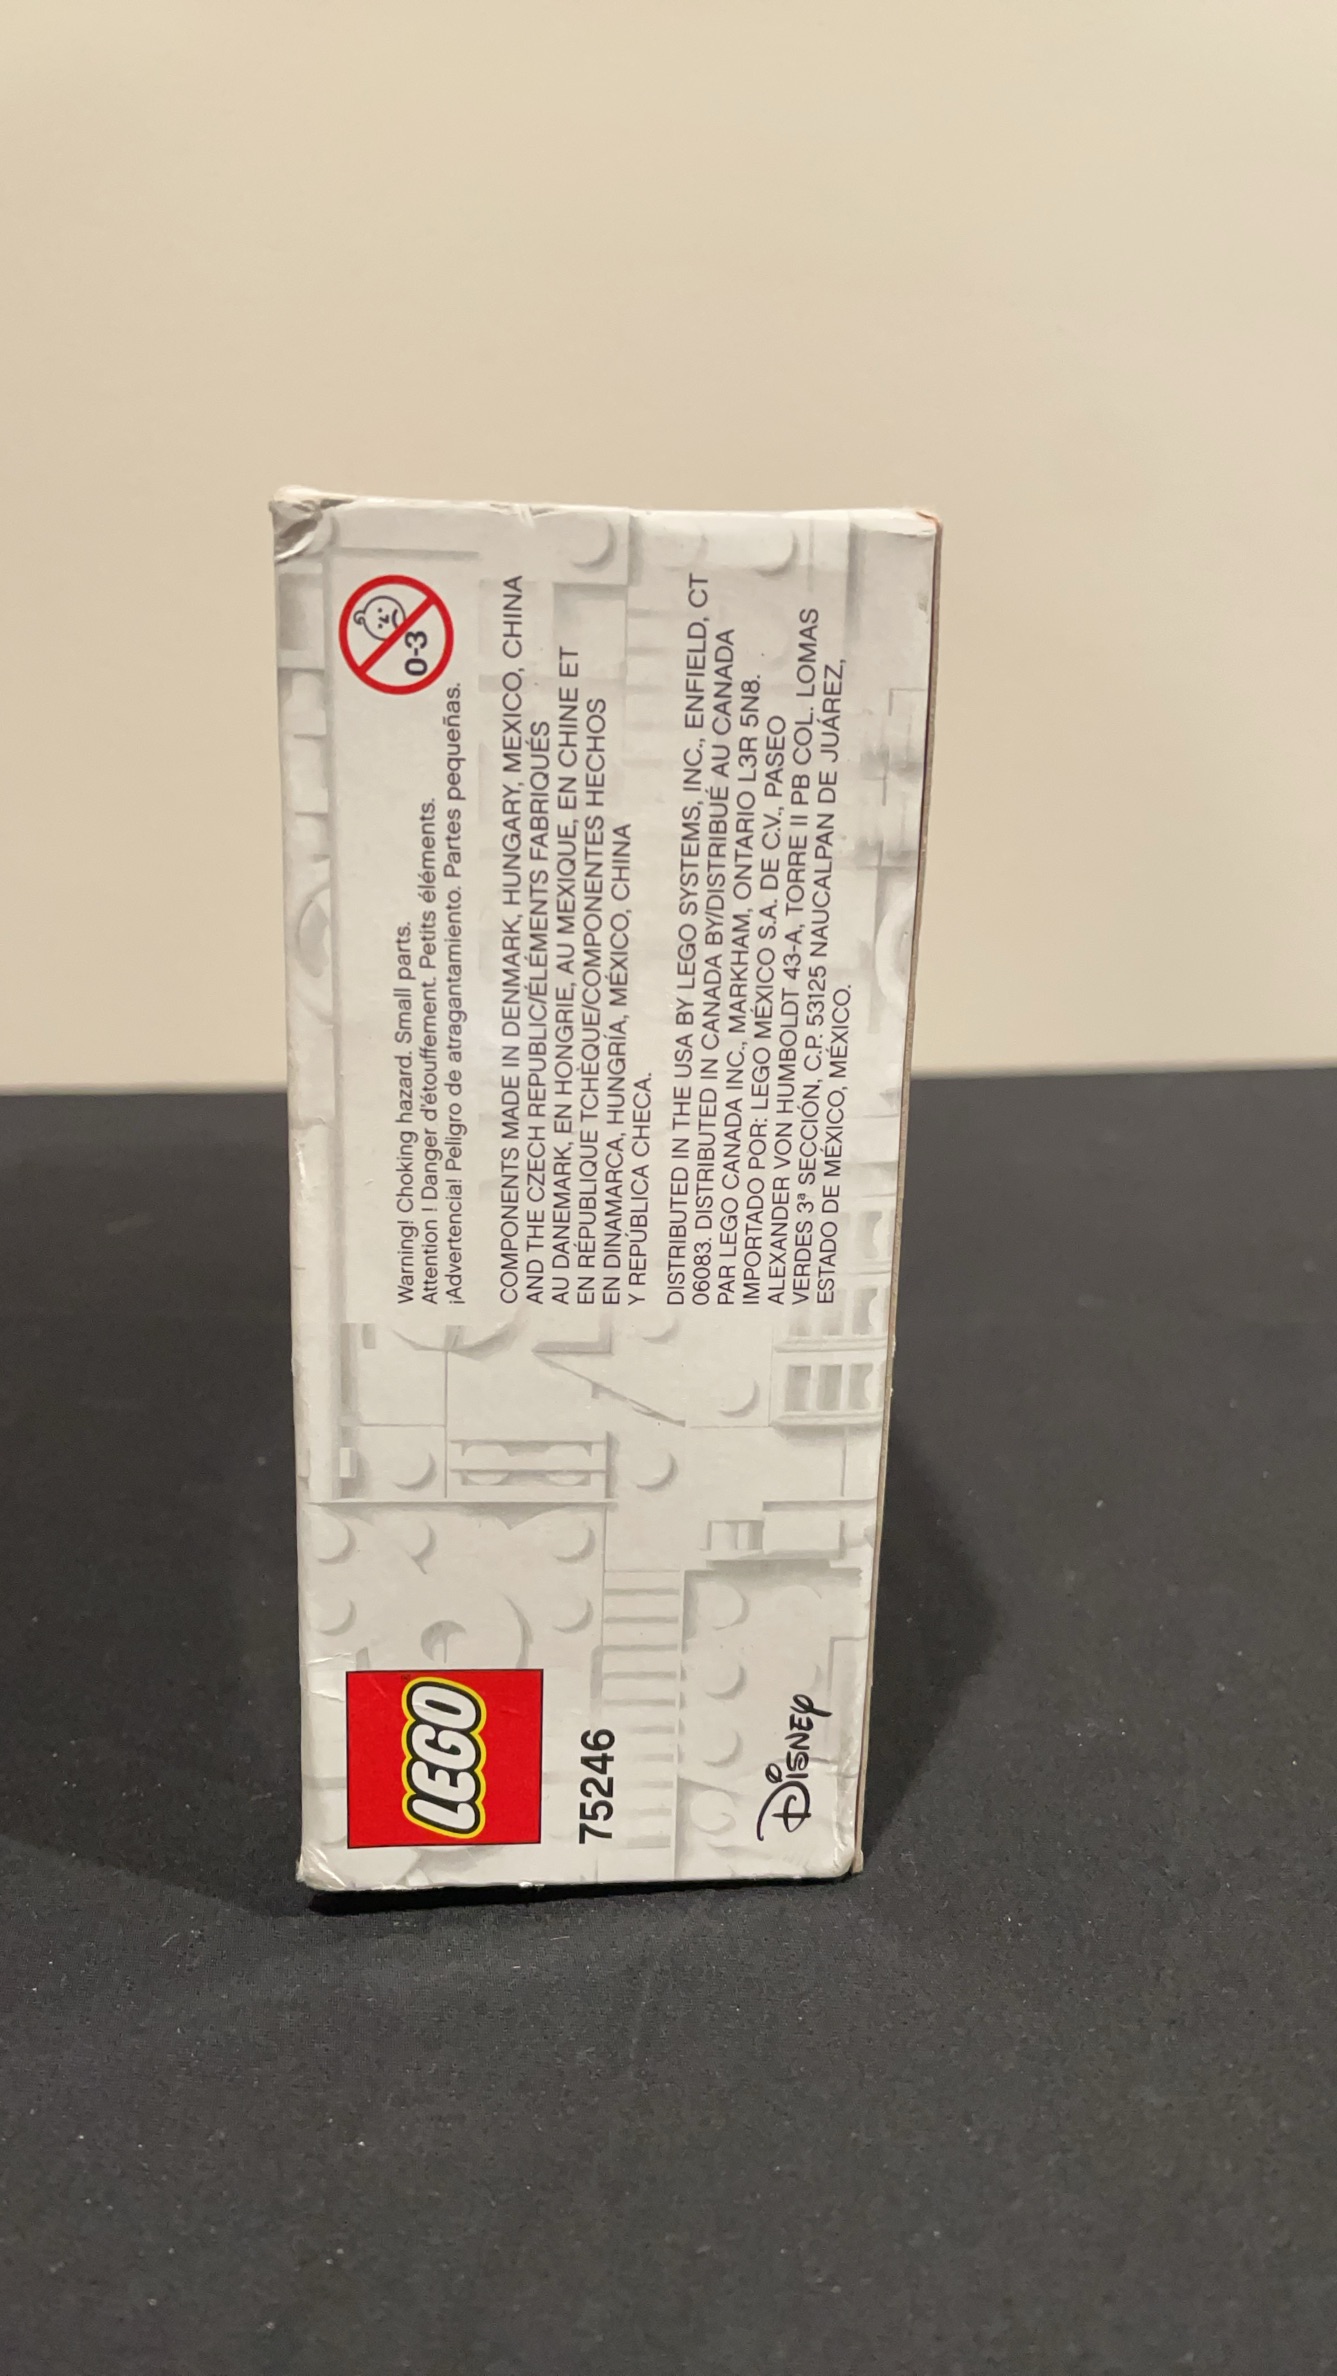 LEGO
75246
Disney
0-3
Warning! Choking hazard. Small parts.
Attention ! Danger d'étouffement. Petits éléments.
¡Advertencia! Peligro de atragantamiento. Partes pequeñas.
COMPONENTS MADE IN DENMARK, HUNGARY, MEXICO, CHINA
AND THE CZECH REPUBLIC/ÉLÉMENTS FABRIQUÉS
AU DANEMARK, EN HONGRIE, AU MEXIQUE, EN CHINE ET
EN RÉPUBLIQUE TCHÈQUE/COMPONENTES HECHOS
EN DINAMARCA, HUNGRÍA, MÉXICO, CHINA
Y REPÚBLICA CHECA.
DISTRIBUTED IN THE USA BY LEGO SYSTEMS, INC., ENFIELD, CT
06083. DISTRIBUTED IN CANADA BY/DISTRIBUÉ AU CANADA
PAR LEGO CANADA INC., MARKHAM, ONTARIO L3R 5N8.
IMPORTADO POR: LEGO MÉXICO S.A. DE C.V., PASEO
ALEXANDER VON HUMBOLDT 43-A, TORRE II PB COL. LOMAS
VERDES 3ª SECCIÓN, C.P. 53125 NAUCALPAN DE JUÁREZ,
ESTADO DE MÉXICO, MÉXICO.